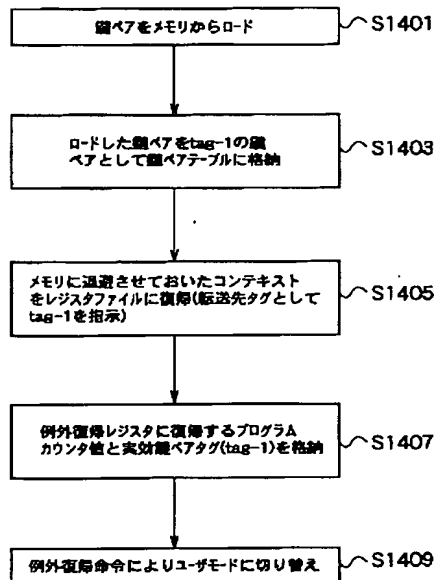 鍵ペアをメモリからロード
S1401
ロードした鍵ペアをtag-1の鍵
ペアとして鍵ペアテーブルに格納
S1403
メモリに退避させておいたコンテキスト
をレジスタファイルに復帰(転送先タグとして
tag-1を指示)
S1405
例外復帰レジスタに復帰するプログラム
カウンタ値と実効鍵ペアタグ(tag-1)を格納
S1407
例外復帰命令によりユーザモードに切り替え
S1409